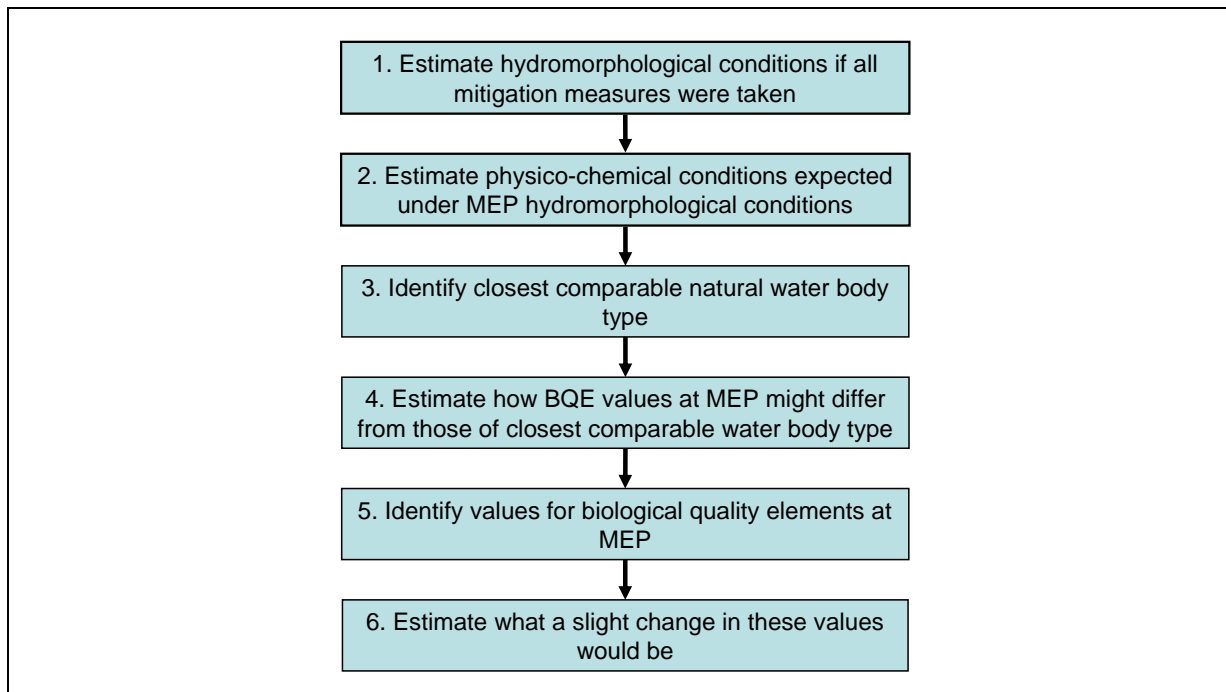 1. Estimate hydromorphological conditions if all
mitigation measures were taken
2. Estimate physico-chemical conditions expected
under MEP hydromorphological conditions
3. Identify closest comparable natural water body
type
4. Estimate how BQE values at MEP might differ
from those of closest comparable water body type
5. Identify values for biological quality elements at
MEP
6. Estimate what a slight change in these values
would be